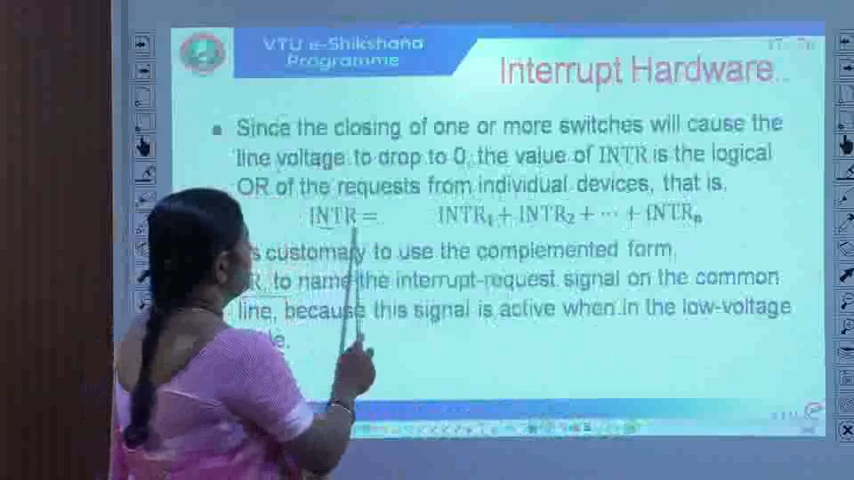 VTU e-Shikshana
Programme
Interrupt Hardware
Since the closing of one or more switches will cause the
line voltage to drop to 0, the value of INTR is the logical
OR of the requests from individual devices, that is,
INTR = INTR₁ + INTR₂ + ··· + INTRₙ
customary to use the complemented form,
to name the interrupt-request signal on the common
line, because this signal is active when in the low-voltage